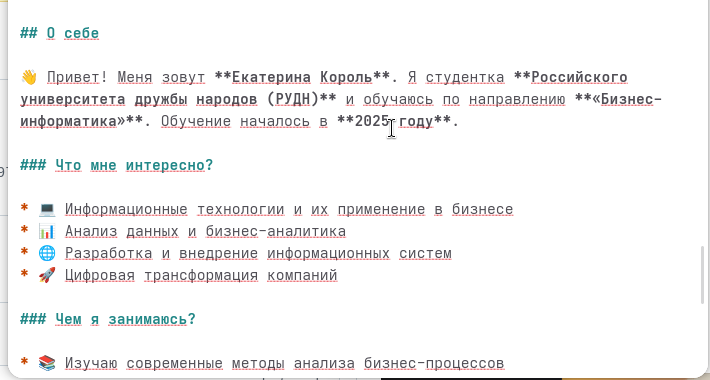 ## О себе
👋 Привет! Меня зовут **Екатерина Король**. Я студентка **Российского
университета дружбы народов (РУДН)** и обучаюсь по направлению **«Бизнес-
информатика»**. Обучение началось в **2025 году**.
### Что мне интересно?
* 💻 Информационные технологии и их применение в бизнесе
* 📊 Анализ данных и бизнес-аналитика
* 🌐 Разработка и внедрение информационных систем
* 🚀 Цифровая трансформация компаний
### Чем я занимаюсь?
* 📚 Изучаю современные методы анализа бизнес-процессов